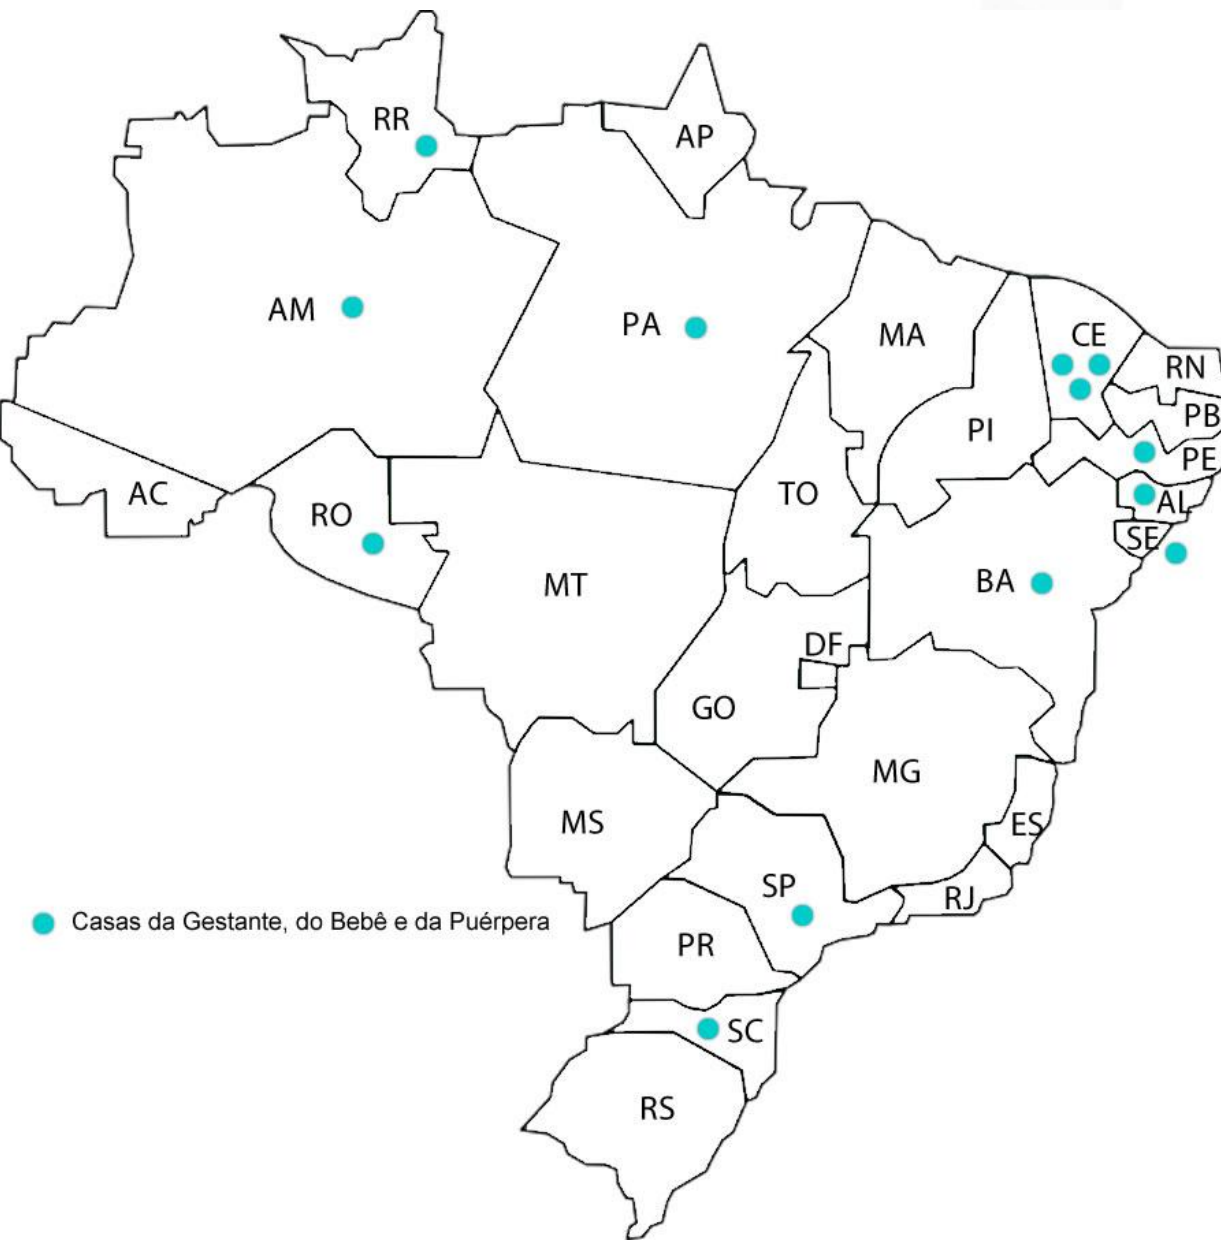 RR
AP
AM
PA
MA
CE
RN
PB
PI
PE
AC
RO
TO
AL
SE
MT
BA
DF
GO
MG
MS
ES
SP
RJ
Casas da Gestante, do Bebê e da Puérpera
PR
SC
RS